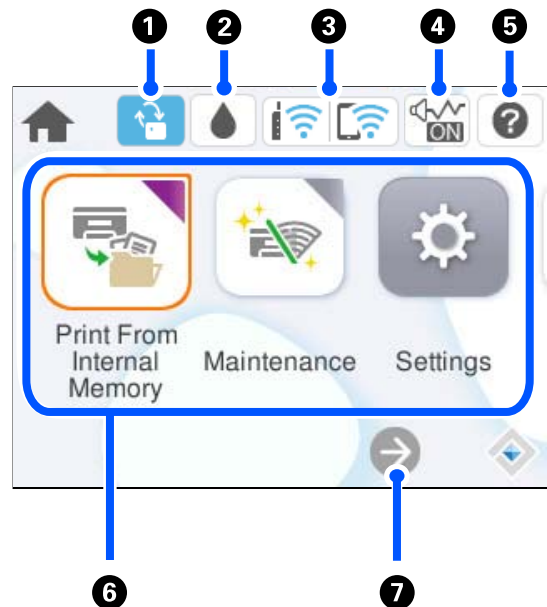 1 2 3 4 5
ON ?
Print From
Internal
Memory
Maintenance
Settings
6 7